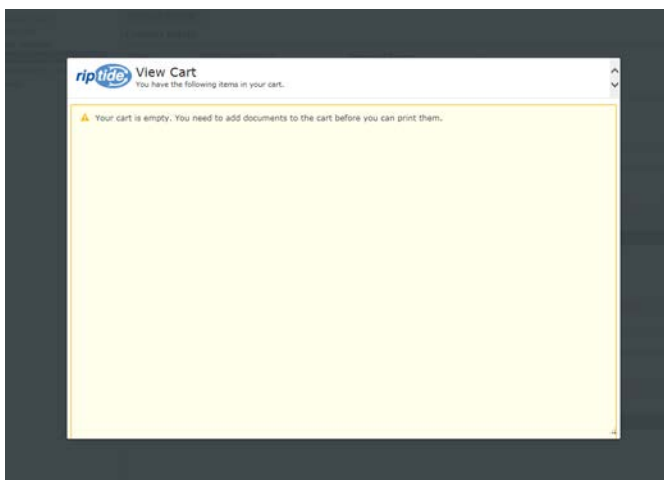 riptide View Cart
You have the following items in your cart.
Your cart is empty. You need to add documents to the cart before you can print them.